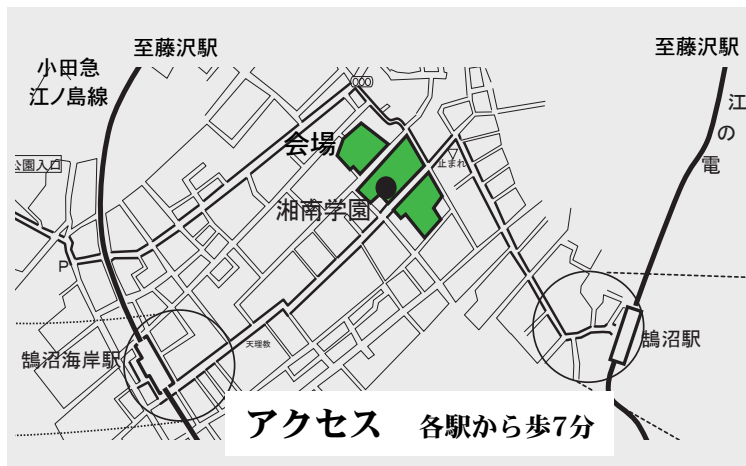 至藤沢駅
至藤沢駅
小田急
江ノ島線
江
の
電
会場
止まれ
公園入口
湘南学園
P
天理教
鵠沼海岸駅
鵠沼駅
アクセス 各駅から歩7分